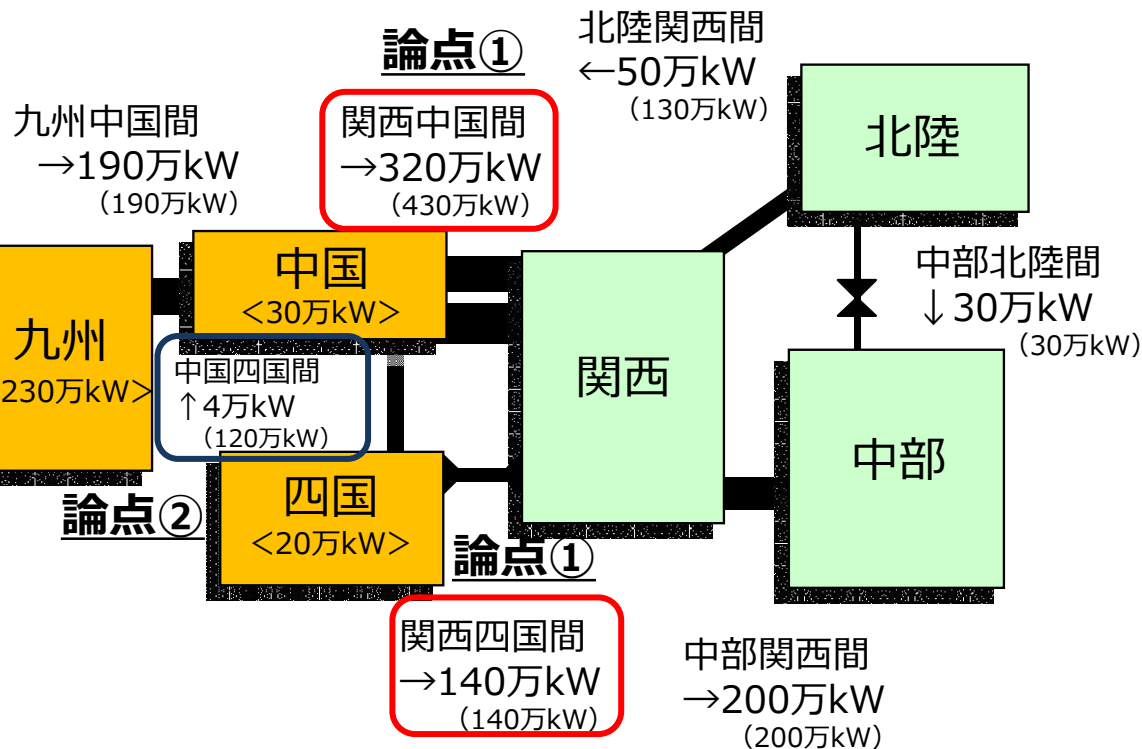 論点①
北陸関西間
←50万kW
（130万kW）
九州中国間
→190万kW
（190万kW）
関西中国間
→320万kW
（430万kW）
北陸
中国
<30万kW>
九州
230万kW>
中国四国間
↑4万kW
（120万kW）
関西
中部北陸間
↓30万kW
（30万kW）
中部
論点②
四国
<20万kW>
論点①
関西四国間
→140万kW
（140万kW）
中部関西間
→200万kW
（200万kW）